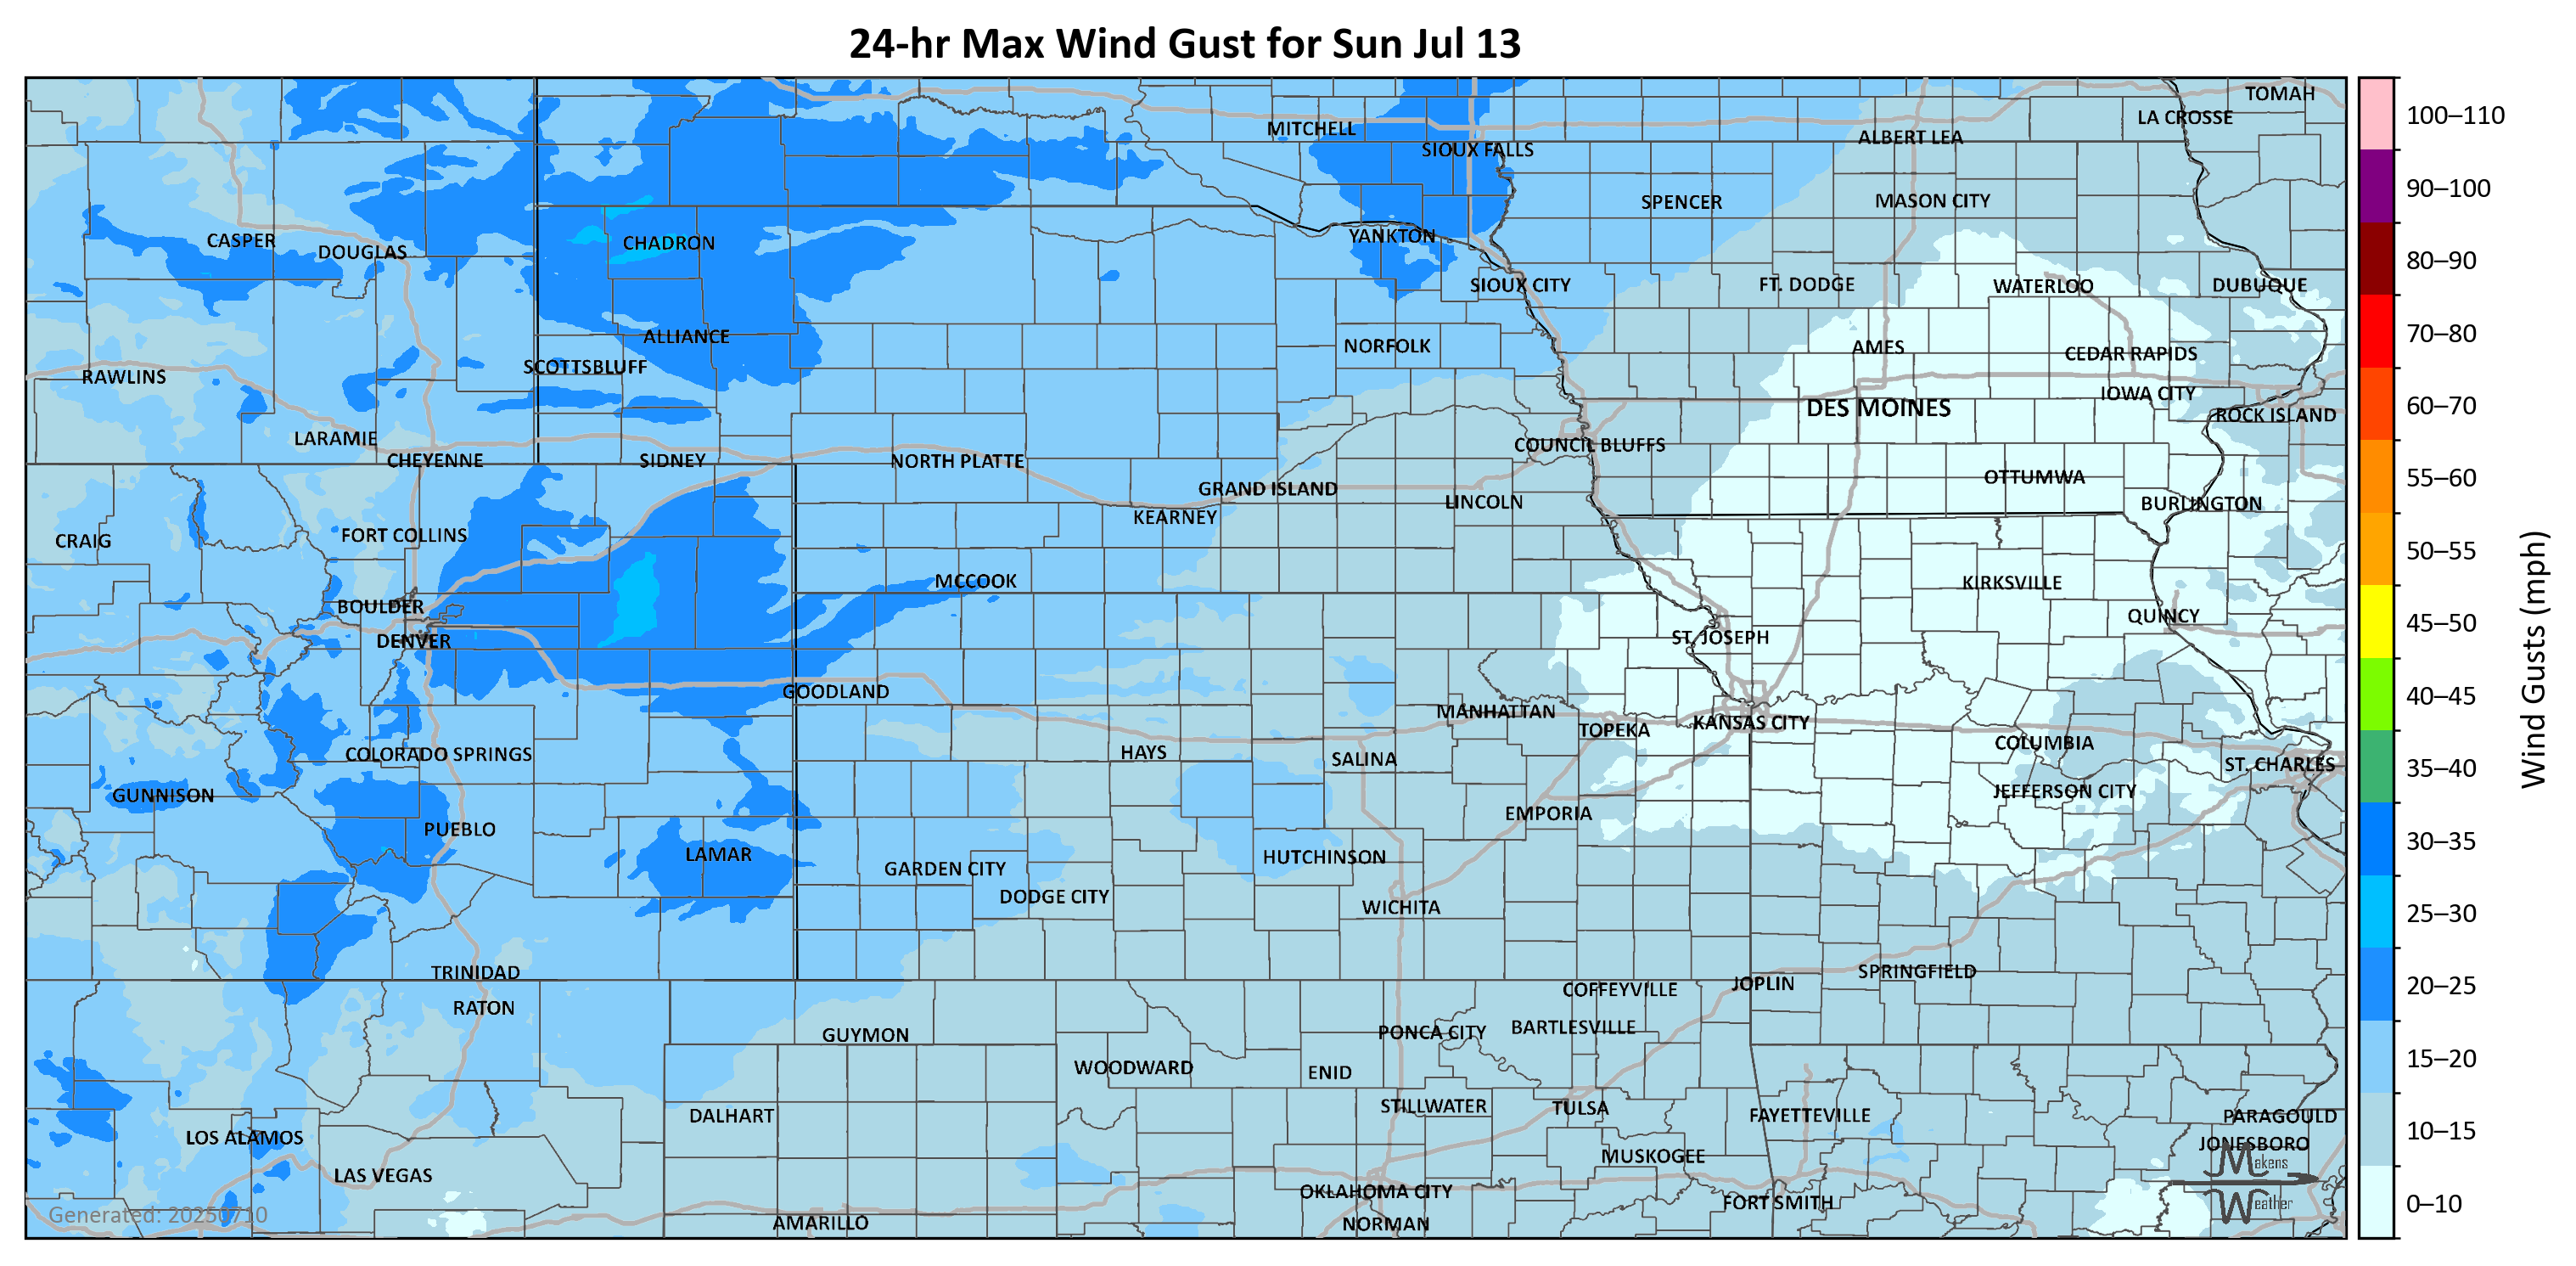 24-hr Max Wind Gust for Sun Jul 13
TOMAH
LA CROSSE
MITCHELL
ALBERT LEA
SIOUX FALLS
SPENCER
MASON CITY
CASPER
DOUGLAS
CHADRON
YANKTON
SIOUX CITY
FT. DODGE
WATERLOO
DUBUQUE
ALLIANCE
NORFOLK
AMES
CEDAR RAPIDS
SCOTTSBLUFF
RAWLINS
IOWA CITY
DES MOINES
ROCK ISLAND
LARAMIE
COUNCIL BLUFFS
CHEYENNE
SIDNEY
NORTH PLATTE
OTTUMWA
GRAND ISLAND
LINCOLN
BURLINGTON
KEARNEY
FORT COLLINS
CRAIG
MCCOOK
KIRKSVILLE
BOULDER
QUINCY
DENVER
ST. JOSEPH
GOODLAND
MANHATTAN
TOPEKA
KANSAS CITY
COLUMBIA
COLORADO SPRINGS
HAYS
SALINA
ST. CHARLES
GUNNISON
JEFFERSON CITY
EMPORIA
PUEBLO
LAMAR
HUTCHINSON
GARDEN CITY
DODGE CITY
WICHITA
TRINIDAD
SPRINGFIELD
JOPLIN
COFFEYVILLE
RATON
GUYMON
PONCA CITY
BARTLESVILLE
WOODWARD
ENID
DALHART
STILLWATER
TULSA
FAYETTEVILLE
PARAGOULD
LOS ALAMOS
JONESBORO
MUSKOGEE
Makens
LAS VEGAS
OKLAHOMA CITY
FORT SMITH
Weather
Generated: 20250710
AMARILLO
NORMAN
100–110
90–100
80–90
70–80
60–70
55–60
50–55
45–50
40–45
35–40
30–35
25–30
20–25
15–20
10–15
0–10
Wind Gusts (mph)